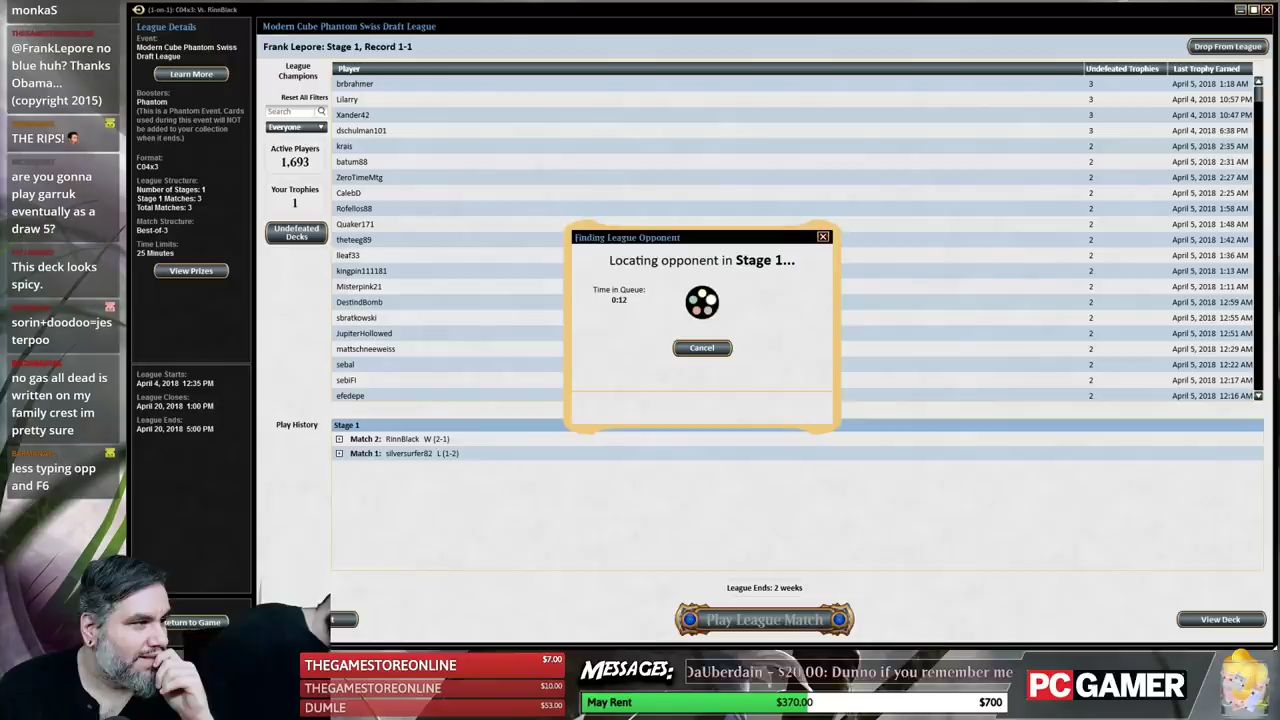 monkaS
@FrankLepore no
blue huh? Thanks
Obama...
(copyright 2015)
THE RIPS!
are you gonna
play garruk
eventually as a
draw 5?
This deck looks
spicy.
sorin+doodoo=jes
terpoo
no gas all dead is
written on my
family crest im
pretty sure
less typing opp
and F6
(1-on-1): C04x3: Vs. RinnBlack
League Details
Event:
Modern Cube Phantom Swiss
Draft League
Learn More
Boosters:
Phantom
(This is a Phantom Event. Cards
used during this event will NOT
be added to your collection
when it ends.)
Format:
C04x3
League Structure:
Number of Stages: 1
Stage 1 Matches: 3
Total Matches: 3
Match Structure:
Best-of-3
Time Limits:
25 Minutes
View Prizes
League Starts:
April 4, 2018 12:35 PM
League Closes:
April 20, 2018 1:00 PM
League Ends:
April 20, 2018 5:00 PM
Return to Game
Modern Cube Phantom Swiss Draft League
Frank Lepore: Stage 1, Record 1-1
Drop From League
League
Champions
Reset All Filters
Search
Everyone
Active Players
1,693
Your Trophies
1
Undefeated
Decks
Player Undefeated Trophies Last Trophy Earned
brbrahmer 3 April 5, 2018 1:18 AM
Lilarry 3 April 4, 2018 10:57 PM
Xander42 3 April 4, 2018 10:47 PM
dschulman101 3 April 4, 2018 6:38 PM
krais 2 April 5, 2018 2:35 AM
batum88 2 April 5, 2018 2:31 AM
ZeroTimeMtg 2 April 5, 2018 2:27 AM
CalebD 2 April 5, 2018 2:25 AM
Rofellos88 2 April 5, 2018 1:58 AM
Quaker171 2 April 5, 2018 1:48 AM
theteeg89 2 April 5, 2018 1:42 AM
lleaf33 2 April 5, 2018 1:36 AM
kingpin111181 2 April 5, 2018 1:13 AM
Misterpink21 2 April 5, 2018 1:11 AM
DestIndBomb 2 April 5, 2018 12:59 AM
sbratkowski 2 April 5, 2018 12:55 AM
JupiterHollowed 2 April 5, 2018 12:51 AM
mattschneeweiss 2 April 5, 2018 12:29 AM
sebal 2 April 5, 2018 12:22 AM
sebiFI 2 April 5, 2018 12:17 AM
efedepe 2 April 5, 2018 12:16 AM
Finding League Opponent
Locating opponent in Stage 1...
Time in Queue:
0:12
Cancel
Play History
Stage 1
Match 2: RinnBlack W (2-1)
Match 1: silversurfer82 L (1-2)
League Ends: 2 weeks
Play League Match
View Deck
THEGAMESTOREONLINE $7.00
THEGAMESTOREONLINE $10.00
DUMLE $53.00
MESSAGES:
DaUberdain - $20.00: Dunno if you remember me
May Rent $370.00 $700
PC GAMER